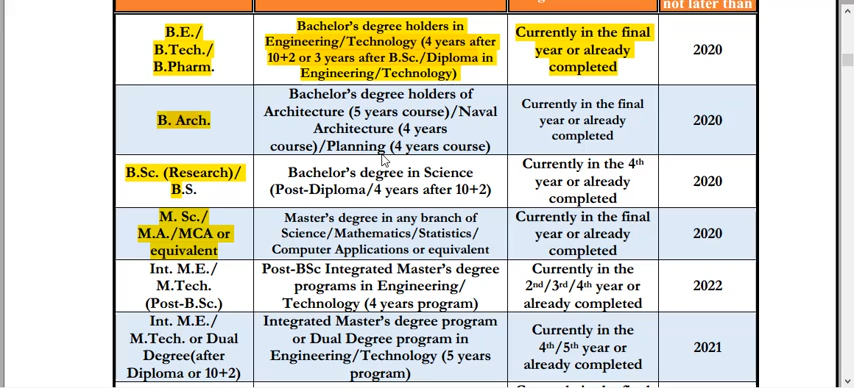 not later than
B.E./
B.Tech./
B.Pharm.
Bachelor's degree holders in
Engineering/Technology (4 years after
10+2 or 3 years after B.Sc./Diploma in
Engineering/Technology)
Currently in the final
year or already
completed
2020
B. Arch.
Bachelor's degree holders of
Architecture (5 years course)/Naval
Architecture (4 years
course)/Planning (4 years course)
Currently in the final
year or already
completed
2020
B.Sc. (Research)/
B.S.
Bachelor's degree in Science
(Post-Diploma/4 years after 10+2)
Currently in the 4th
year or already
completed
2020
M. Sc./
M.A./MCA or
equivalent
Master's degree in any branch of
Science/Mathematics/Statistics/
Computer Applications or equivalent
Currently in the final
year or already
completed
2020
Int. M.E./
M.Tech.
(Post-B.Sc.)
Post-BSc Integrated Master's degree
programs in Engineering/
Technology (4 years program)
Currently in the
2nd/3rd/4th year or
already completed
2022
Int. M.E./
M.Tech. or Dual
Degree(after
Diploma or 10+2)
Integrated Master's degree program
or Dual Degree program in
Engineering/Technology (5 years
program)
Currently in the
4th/5th year or
already completed
2021